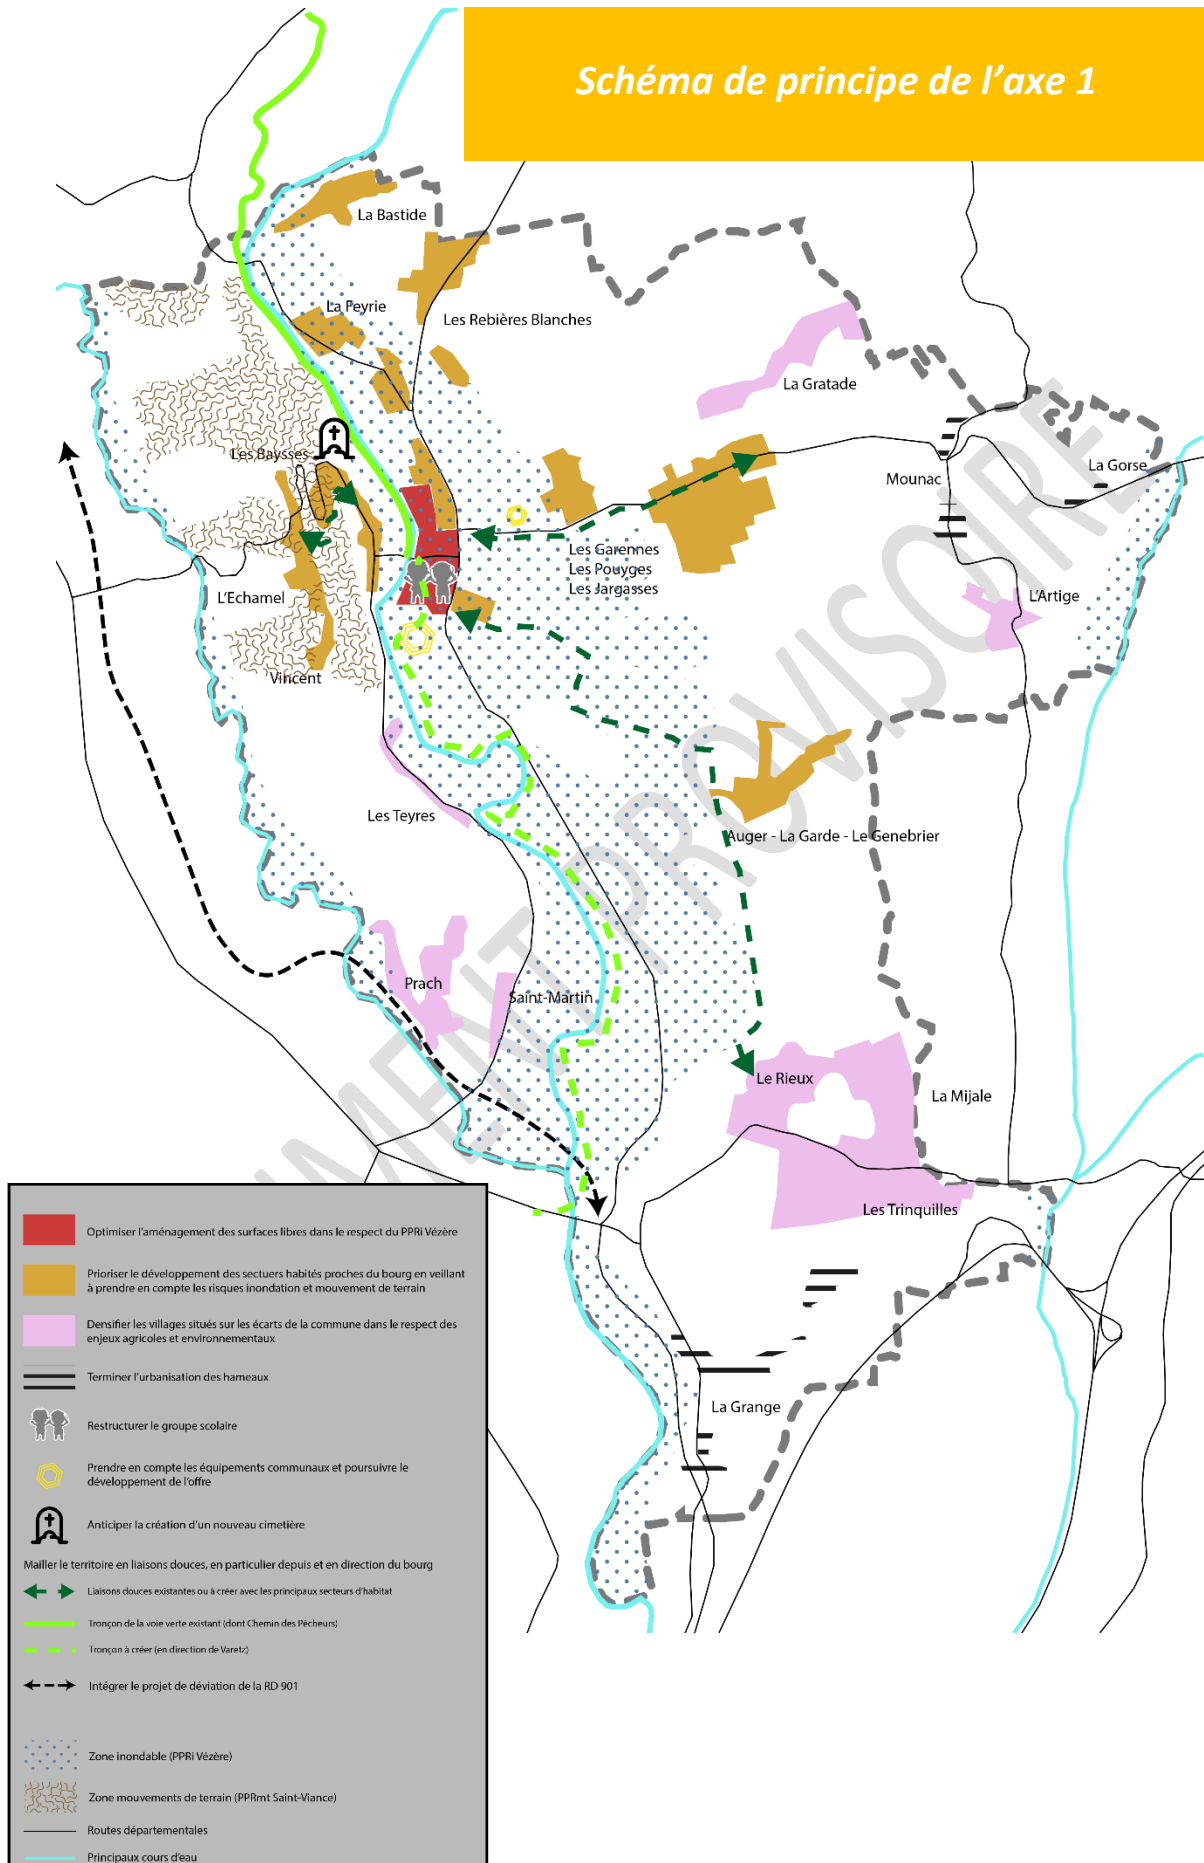 Schéma de principe de l'axe 1
La Bastide
La Peyrie
Les Rebières Blanches
La Gratade
Les Baysses
Mounac
La Gorse
Les Garennes
Les Pouyges
Les Jargasses
L'Echamel
L'Artige
Vincent
Les Teyres
Auger - La Garde - Le Genebrier
Prach
Saint-Martin
Le Rieux
La Mijale
Les Trinquilles
La Grange
UMENT PROVISOIRE
Optimiser l'aménagement des surfaces libres dans le respect du PPRi Vézère
Prioriser le développement des sectuers habités proches du bourg en veillant
à prendre en compte les risques inondation et mouvement de terrain
Densifier les villages situés sur les écarts de la commune dans le respect des
enjeux agricoles et environnementaux
Terminer l'urbanisation des hameaux
Restructurer le groupe scolaire
Prendre en compte les équipements communaux et poursuivre le
développement de l'offre
Anticiper la création d'un nouveau cimetière
Mailler le territoire en liaisons douces, en particulier depuis et en direction du bourg
Liaisons douces existantes ou à créer avec les principaux secteurs d'habitat
Tronçon de la voie verte existant (dont Chemin des Pêcheurs)
Tronçon à créer (en direction de Varetz)
Intégrer le projet de déviation de la RD 901
Zone inondable (PPRi Vézère)
Zone mouvements de terrain (PPRmt Saint-Viance)
Routes départementales
Principaux cours d'eau